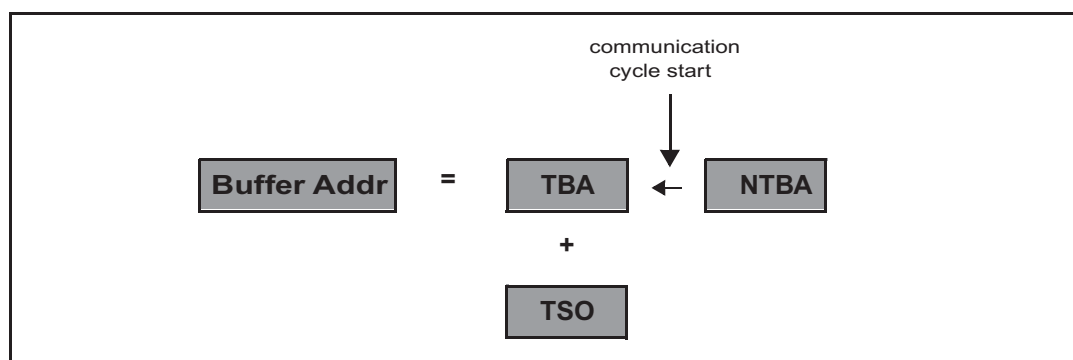 communication
cycle start
Buffer Addr = TBA NTBA
+
TSO